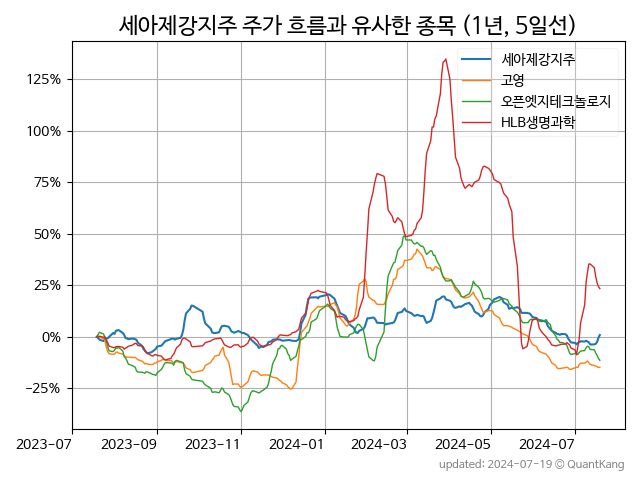 세아제강지주 주가 흐름과 유사한 종목 (1년, 5일선)
세아제강지주
고영
오픈엣지테크놀로지
HLB생명과학
125%
100%
75%
50%
25%
0%
−25%
2023-07 2023-09 2023-11 2024-01 2024-03 2024-05 2024-07
updated: 2024-07-19 © QuantKang